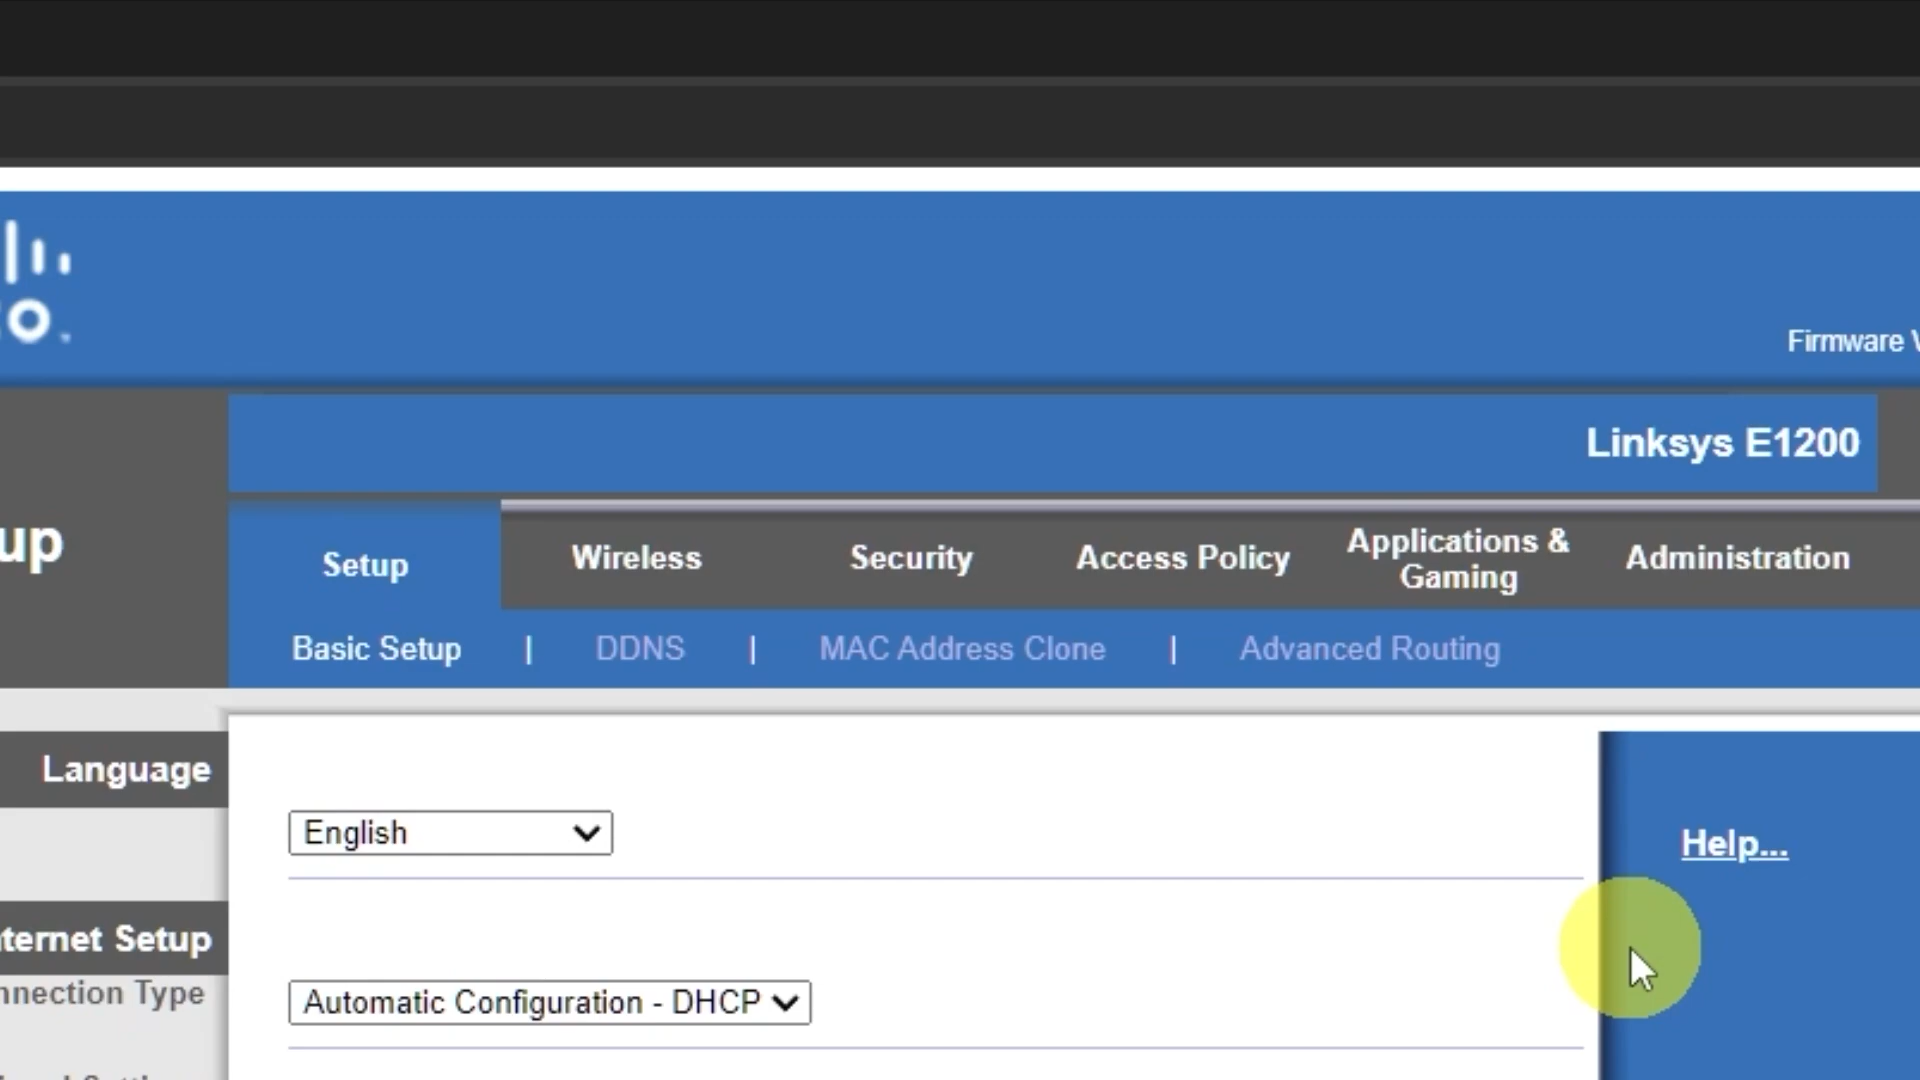 o.
Firmware
Linksys E1200
up
Setup
Wireless
Security
Access Policy
Applications &
Gaming
Administration
Basic Setup | DDNS | MAC Address Clone | Advanced Routing
Language
English
Help...
ternet Setup
nnection Type
Automatic Configuration - DHCP